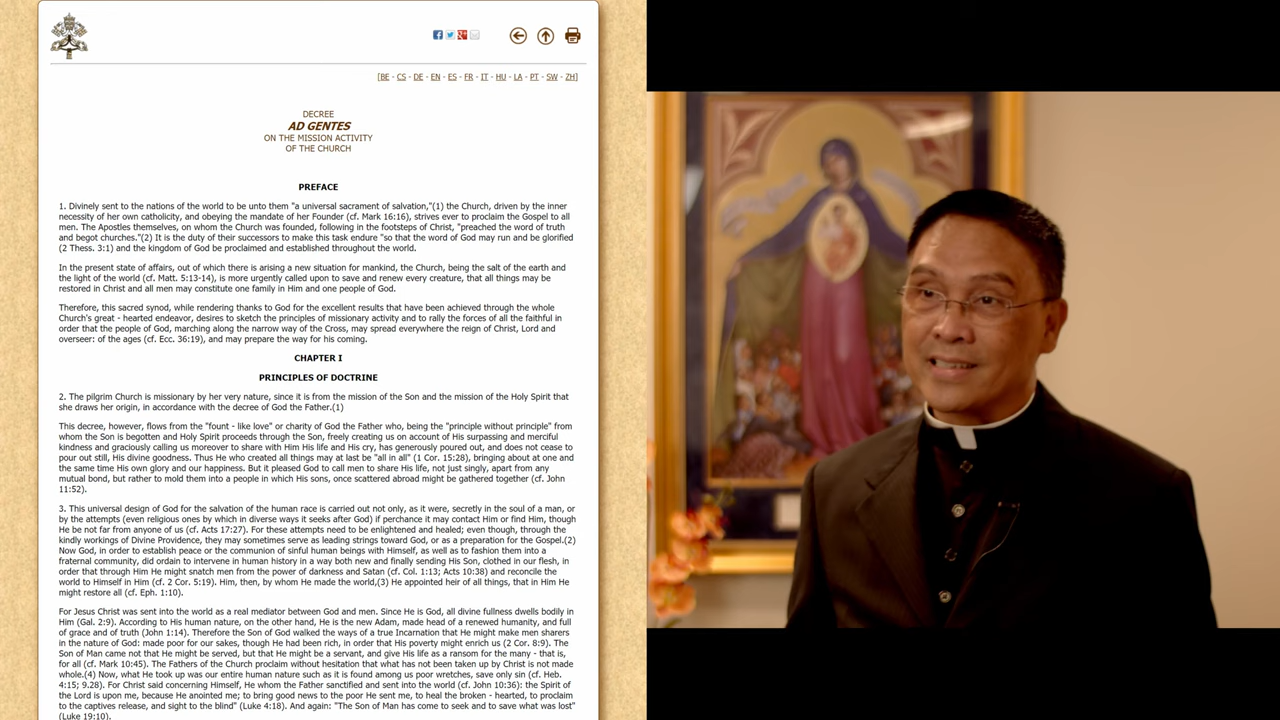 [BE - CS - DE - EN - ES - FR - IT - HU - LA - PT - SW - ZH]
DECREE
AD GENTES
ON THE MISSION ACTIVITY
OF THE CHURCH
PREFACE
1. Divinely sent to the nations of the world to be unto them "a universal sacrament of salvation,"(1) the Church, driven by the inner
necessity of her own catholicity, and obeying the mandate of her Founder (cf. Mark 16:16), strives ever to proclaim the Gospel to all
men. The Apostles themselves, on whom the Church was founded, following in the footsteps of Christ, "preached the word of truth
and begot churches."(2) It is the duty of their successors to make this task endure "so that the word of God may run and be glorified
(2 Thess. 3:1) and the kingdom of God be proclaimed and established throughout the world.
In the present state of affairs, out of which there is arising a new situation for mankind, the Church, being the salt of the earth and
the light of the world (cf. Matt. 5:13-14), is more urgently called upon to save and renew every creature, that all things may be
restored in Christ and all men may constitute one family in Him and one people of God.
Therefore, this sacred synod, while rendering thanks to God for the excellent results that have been achieved through the whole
Church's great - hearted endeavor, desires to sketch the principles of missionary activity and to rally the forces of all the faithful in
order that the people of God, marching along the narrow way of the Cross, may spread everywhere the reign of Christ, Lord and
overseer: of the ages (cf. Ecc. 36:19), and may prepare the way for his coming.
CHAPTER I
PRINCIPLES OF DOCTRINE
2. The pilgrim Church is missionary by her very nature, since it is from the mission of the Son and the mission of the Holy Spirit that
she draws her origin, in accordance with the decree of God the Father.(1)
This decree, however, flows from the "fount - like love" or charity of God the Father who, being the "principle without principle" from
whom the Son is begotten and Holy Spirit proceeds through the Son, freely creating us on account of His surpassing and merciful
kindness and graciously calling us moreover to share with Him His life and His cry, has generously poured out, and does not cease to
pour out still, His divine goodness. Thus He who created all things may at last be "all in all" (1 Cor. 15:28), bringing about at one and
the same time His own glory and our happiness. But it pleased God to call men to share His life, not just singly, apart from any
mutual bond, but rather to mold them into a people in which His sons, once scattered abroad might be gathered together (cf. John
11:52).
3. This universal design of God for the salvation of the human race is carried out not only, as it were, secretly in the soul of a man, or
by the attempts (even religious ones by which in diverse ways it seeks after God) if perchance it may contact Him or find Him, though
He be not far from anyone of us (cf. Acts 17:27). For these attempts need to be enlightened and healed; even though, through the
kindly workings of Divine Providence, they may sometimes serve as leading strings toward God, or as a preparation for the Gospel.(2)
Now God, in order to establish peace or the communion of sinful human beings with Himself, as well as to fashion them into a
fraternal community, did ordain to intervene in human history in a way both new and finally sending His Son, clothed in our flesh, in
order that through Him He might snatch men from the power of darkness and Satan (cf. Col. 1:13; Acts 10:38) and reconcile the
world to Himself in Him (cf. 2 Cor. 5:19). Him, then, by whom He made the world,(3) He appointed heir of all things, that in Him He
might restore all (cf. Eph. 1:10).
For Jesus Christ was sent into the world as a real mediator between God and men. Since He is God, all divine fullness dwells bodily in
Him (Gal. 2:9). According to His human nature, on the other hand, He is the new Adam, made head of a renewed humanity, and full
of grace and of truth (John 1:14). Therefore the Son of God walked the ways of a true Incarnation that He might make men sharers
in the nature of God: made poor for our sakes, though He had been rich, in order that His poverty might enrich us (2 Cor. 8:9). The
Son of Man came not that He might be served, but that He might be a servant, and give His life as a ransom for the many - that is,
for all (cf. Mark 10:45). The Fathers of the Church proclaim without hesitation that what has not been taken up by Christ is not made
whole.(4) Now, what He took up was our entire human nature such as it is found among us poor wretches, save only sin (cf. Heb.
4:15; 9.28). For Christ said concerning Himself, He whom the Father sanctified and sent into the world (cf. John 10:36): the Spirit of
the Lord is upon me, because He anointed me; to bring good news to the poor He sent me, to heal the broken - hearted, to proclaim
to the captives release, and sight to the blind" (Luke 4:18). And again: "The Son of Man has come to seek and to save what was lost"
(Luke 19:10).